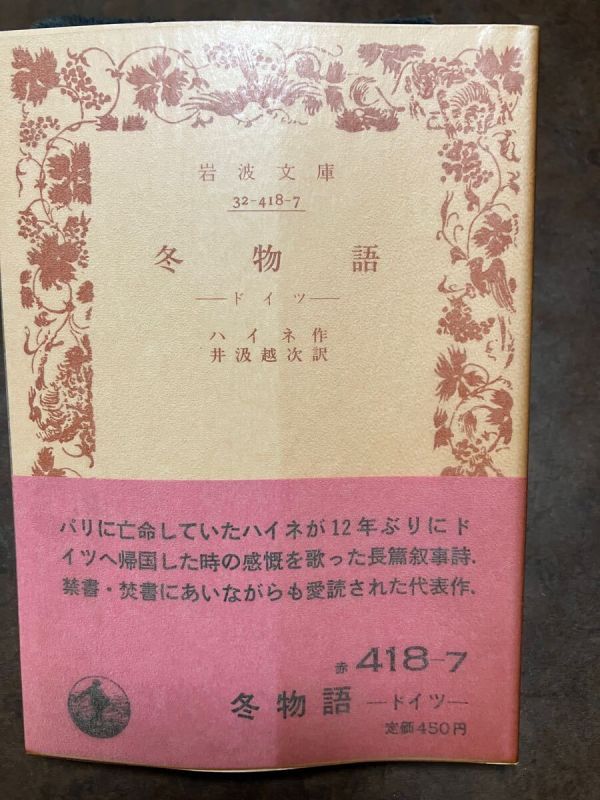 岩波文庫
32-418-7
冬物語
―ドイツ―
ハイネ作
井汲越次訳
パリに亡命していたハイネが12年ぶりにド
イツへ帰国した時の感慨を歌った長篇叙事詩.
禁書・焚書にあいながらも愛読された代表作.
赤 418-7
冬物語 ―ドイツ―
定価450円